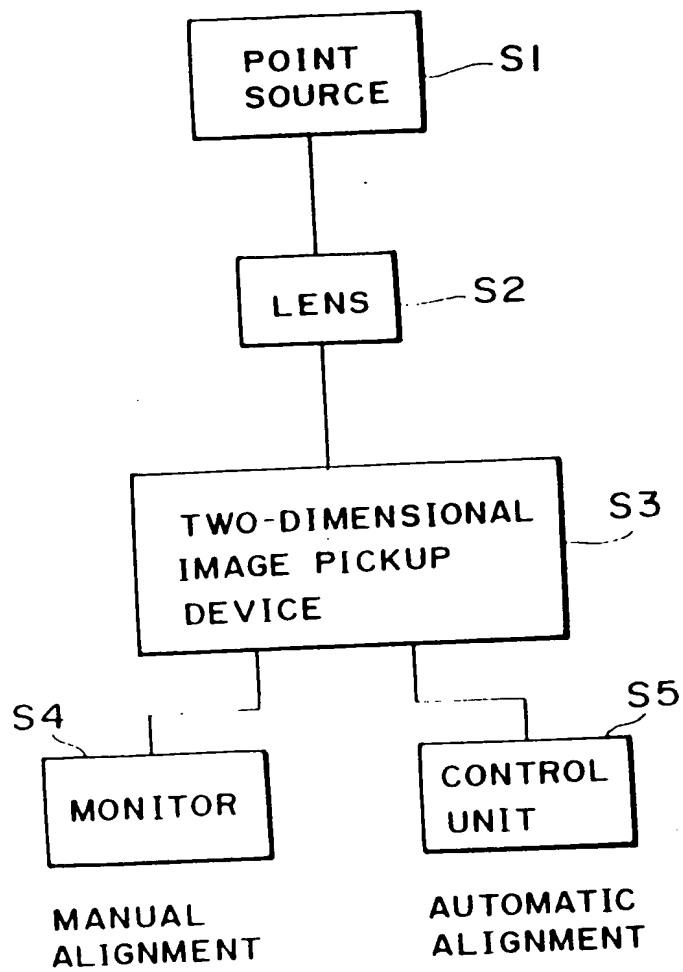 POINT
SOURCE
S1
LENS
S2
TWO-DIMENSIONAL
IMAGE PICKUP
DEVICE
S3
S4
MONITOR
S5
CONTROL
UNIT
MANUAL
ALIGNMENT
AUTOMATIC
ALIGNMENT